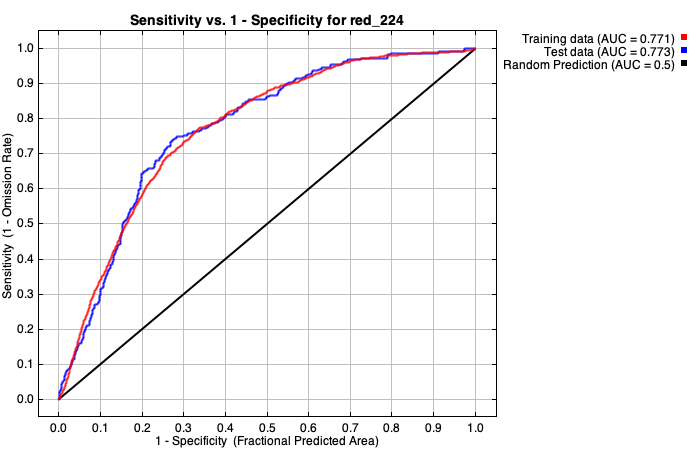 Sensitivity vs. 1 - Specificity for red_224
Training data (AUC = 0.771)
Test data (AUC = 0.773)
Random Prediction (AUC = 0.5)
Sensitivity (1 - Omission Rate)
1.0
0.9
0.8
0.7
0.6
0.5
0.4
0.3
0.2
0.1
0.0
0.0 0.1 0.2 0.3 0.4 0.5 0.6 0.7 0.8 0.9 1.0
1 - Specificity (Fractional Predicted Area)